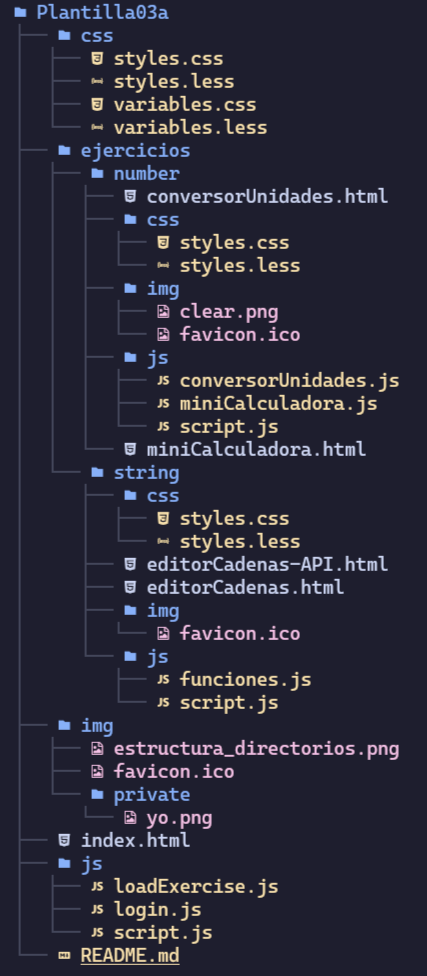 Plantilla03a
css
styles.css
styles.less
variables.css
variables.less
ejercicios
number
conversorUnidades.html
css
styles.css
styles.less
img
clear.png
favicon.ico
js
JS conversorUnidades.js
JS miniCalculadora.js
JS script.js
miniCalculadora.html
string
css
styles.css
styles.less
editorCadenas-API.html
editorCadenas.html
img
favicon.ico
js
JS funciones.js
JS script.js
img
estructura_directorios.png
favicon.ico
private
yo.png
index.html
js
JS loadExercise.js
JS login.js
JS script.js
README.md